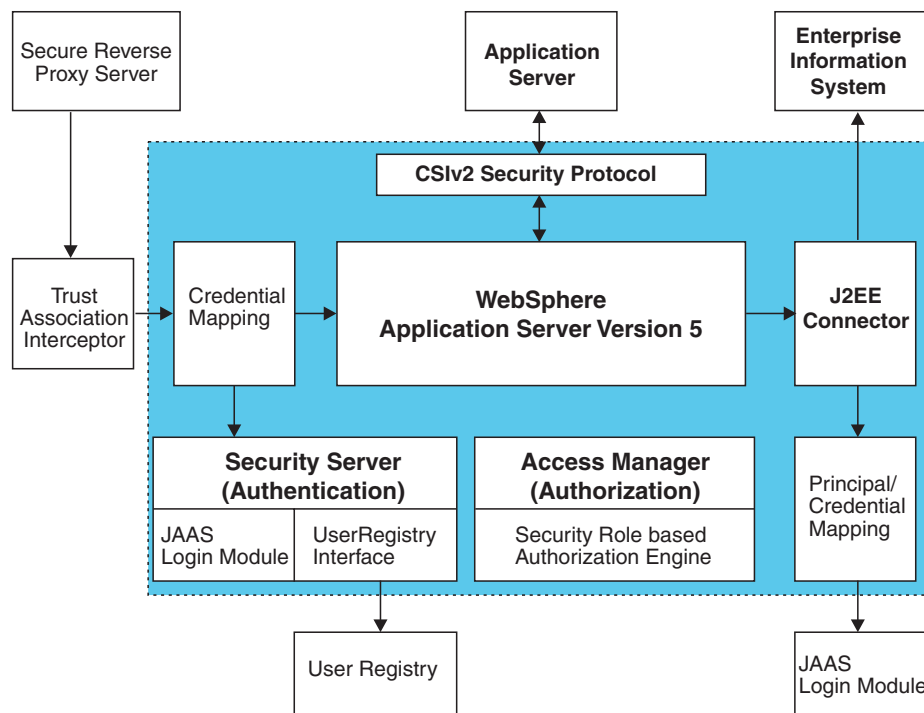 Secure Reverse
Proxy Server
Application
Server
Enterprise
Information
System
CSIv2 Security Protocol
Trust
Association
Interceptor
Credential
Mapping
WebSphere
Application Server Version 5
J2EE
Connector
Security Server
(Authentication)
JAAS
Login Module
UserRegistry
Interface
Access Manager
(Authorization)
Security Role based
Authorization Engine
Principal/
Credential
Mapping
User Registry
JAAS
Login Module